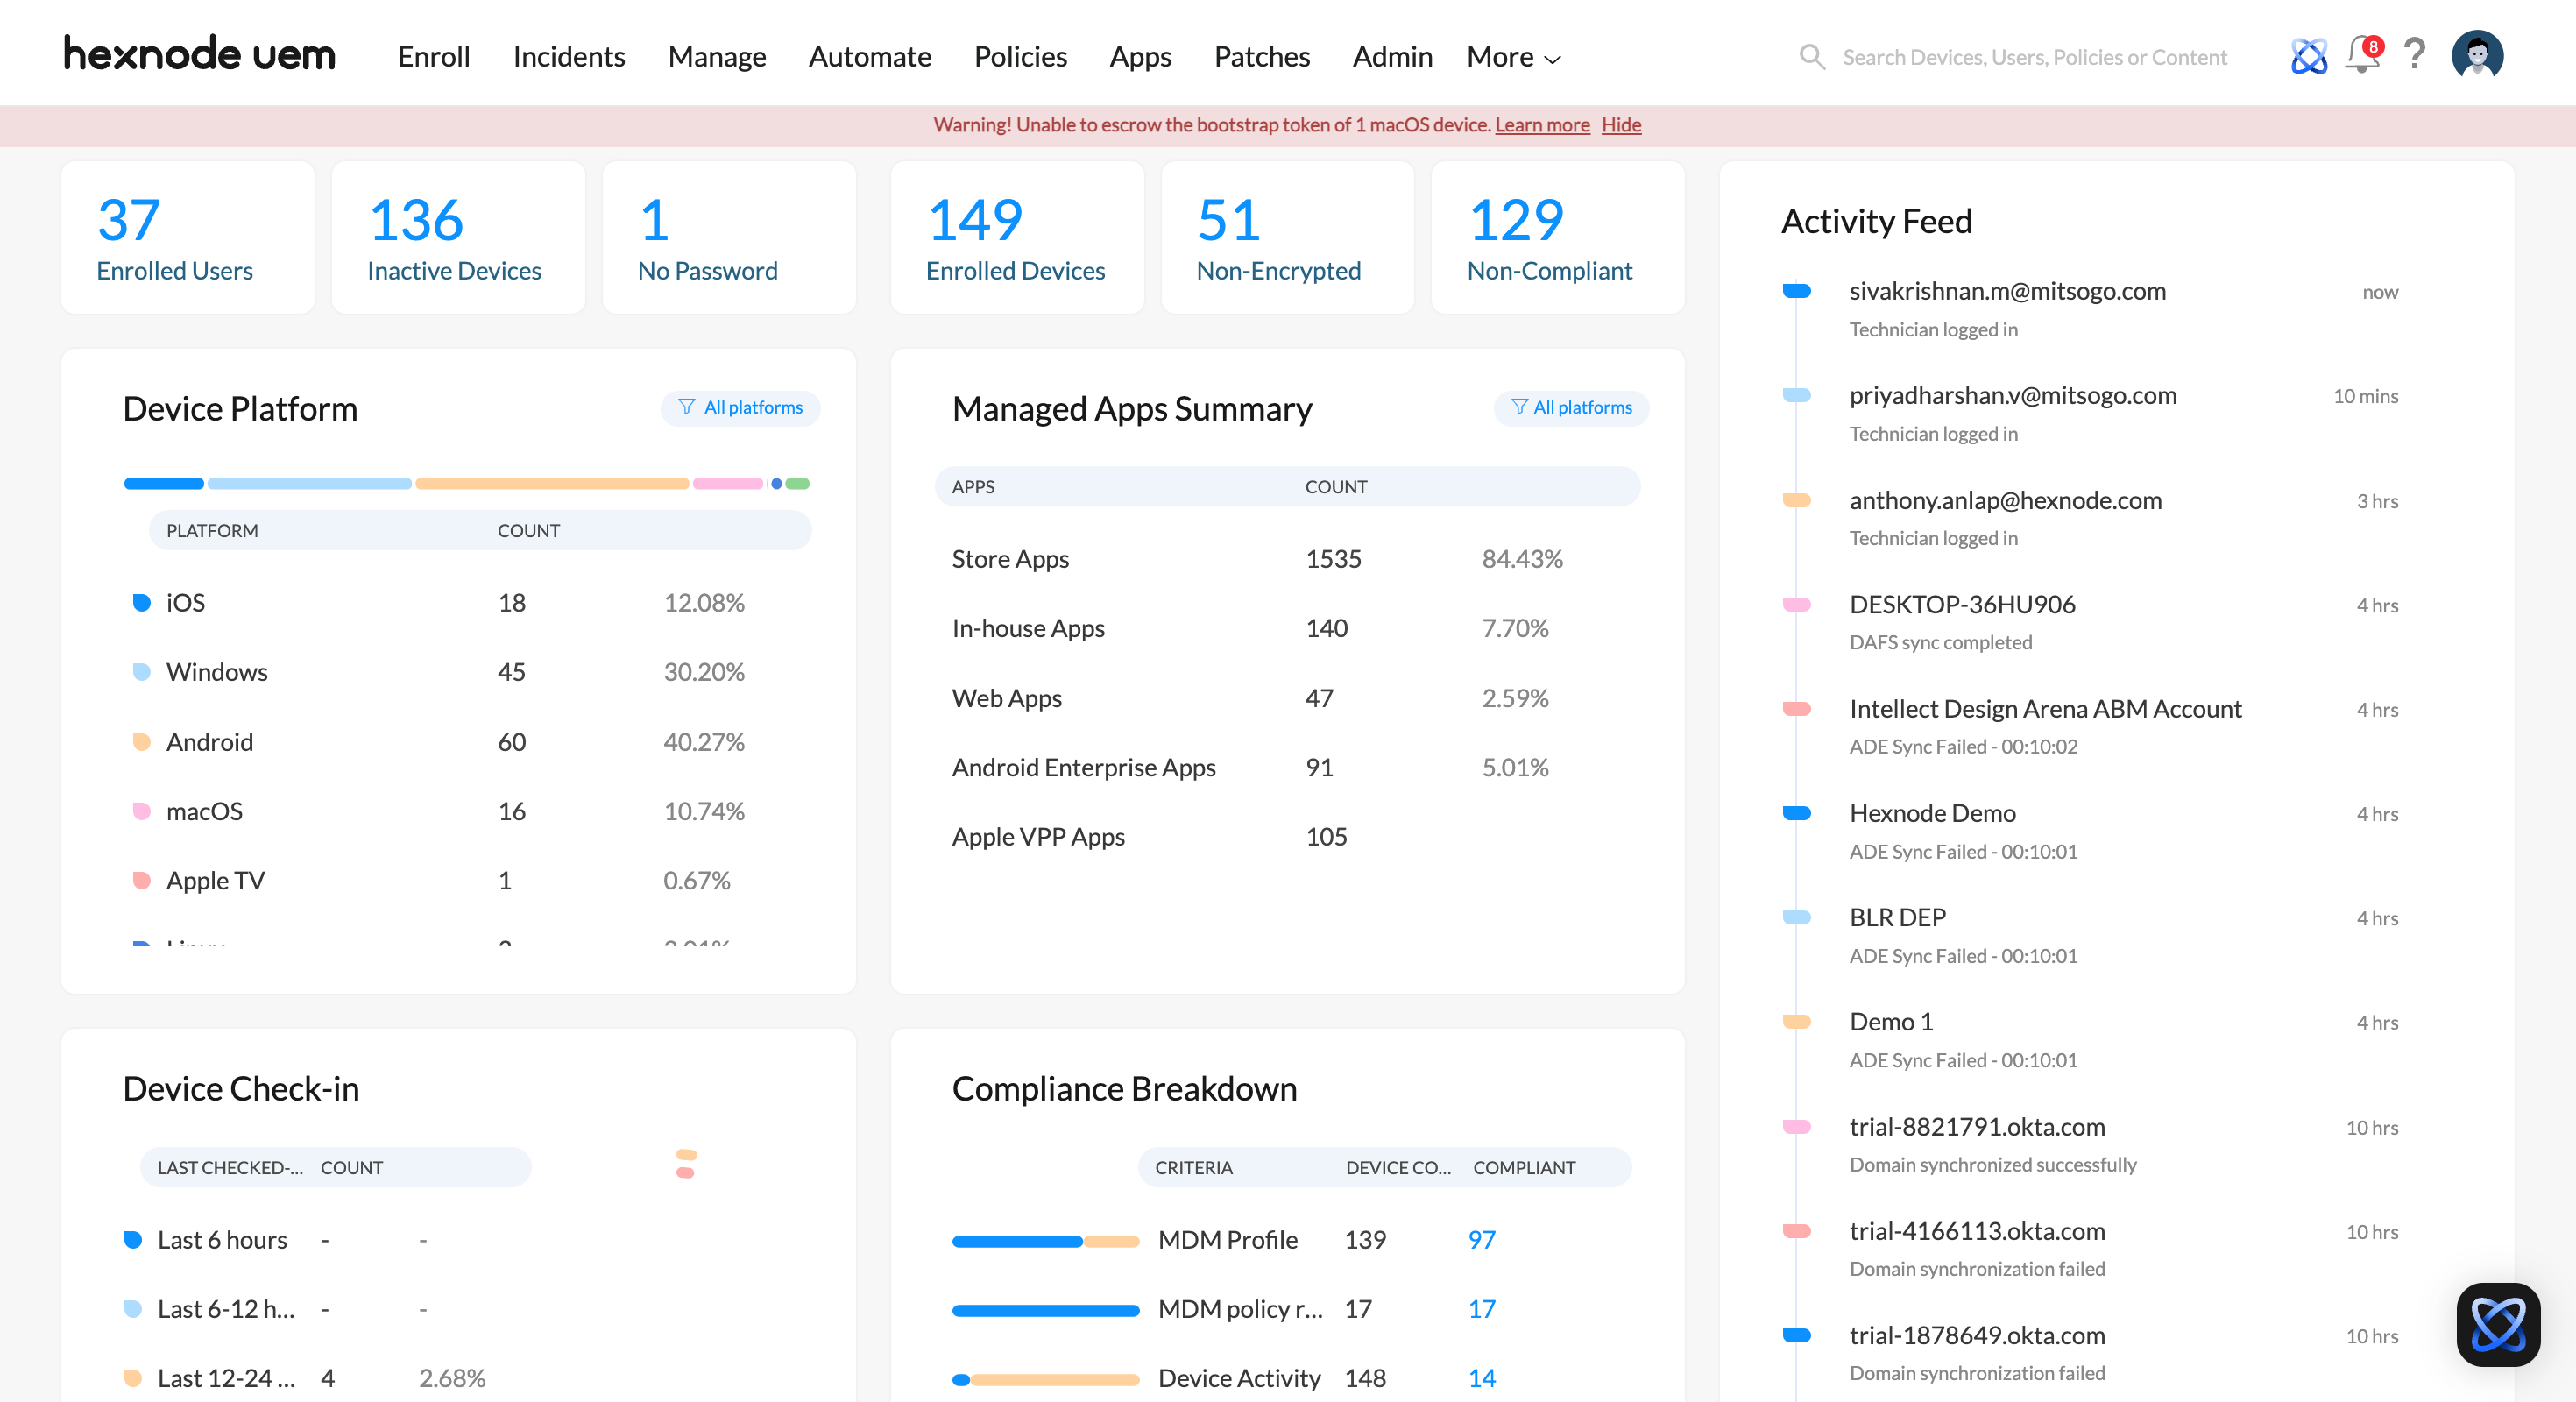 hexnode uem
Enroll
Incidents
Manage
Automate
Policies
Apps
Patches
Admin
More
Search Devices, Users, Policies or Content
8
?
Warning! Unable to escrow the bootstrap token of 1 macOS device. Learn more Hide
37
Enrolled Users
136
Inactive Devices
1
No Password
149
Enrolled Devices
51
Non-Encrypted
129
Non-Compliant
Device Platform
All platforms
PLATFORM COUNT
iOS 18 12.08%
Windows 45 30.20%
Android 60 40.27%
macOS 16 10.74%
Apple TV 1 0.67%
Managed Apps Summary
All platforms
APPS COUNT
Store Apps 1535 84.43%
In-house Apps 140 7.70%
Web Apps 47 2.59%
Android Enterprise Apps 91 5.01%
Apple VPP Apps 105
Device Check-in
LAST CHECKED-... COUNT
Last 6 hours - -
Last 6-12 h... - -
Last 12-24 ... 4 2.68%
Compliance Breakdown
CRITERIA DEVICE CO... COMPLIANT
MDM Profile 139 97
MDM policy r... 17 17
Device Activity 148 14
Activity Feed
sivakrishnan.m@mitsogo.com now
Technician logged in
priyadharshan.v@mitsogo.com 10 mins
Technician logged in
anthony.anlap@hexnode.com 3 hrs
Technician logged in
DESKTOP-36HU906 4 hrs
DAFS sync completed
Intellect Design Arena ABM Account 4 hrs
ADE Sync Failed - 00:10:02
Hexnode Demo 4 hrs
ADE Sync Failed - 00:10:01
BLR DEP 4 hrs
ADE Sync Failed - 00:10:01
Demo 1 4 hrs
ADE Sync Failed - 00:10:01
trial-8821791.okta.com 10 hrs
Domain synchronized successfully
trial-4166113.okta.com 10 hrs
Domain synchronization failed
trial-1878649.okta.com 10 hrs
Domain synchronization failed